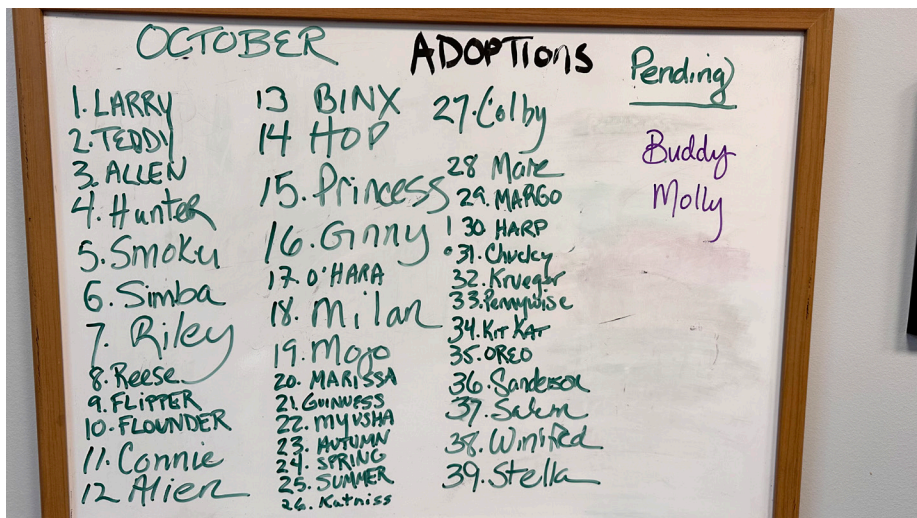 OCTOBER ADOPTIONS
1. LARRY
2. TEDDY
3. ALLEN
4. Hunter
5. Smoky
6. Simba
7. Riley
8. Reese
9. FLIPPER
10. FLOUNDER
11. Connie
12 Alien
13 BINX
14 HOP
15. Princess
16. Ginny
17. O'HARA
18. Milan
19. Mojo
20. MARISSA
21. GUINNESS
22. MYUSHA
23. AUTUMN
24. SPRING
25. SUMMER
26. Katniss
27. Colby
28 Mare
29. MARGO
30 HARP
31. Chucky
32. Krueger
33. Pennywise
34. KIT KAT
35. OREO
36. Sanderson
37. Salem
38. Winifred
39. Stella
Pending
Buddy
Molly